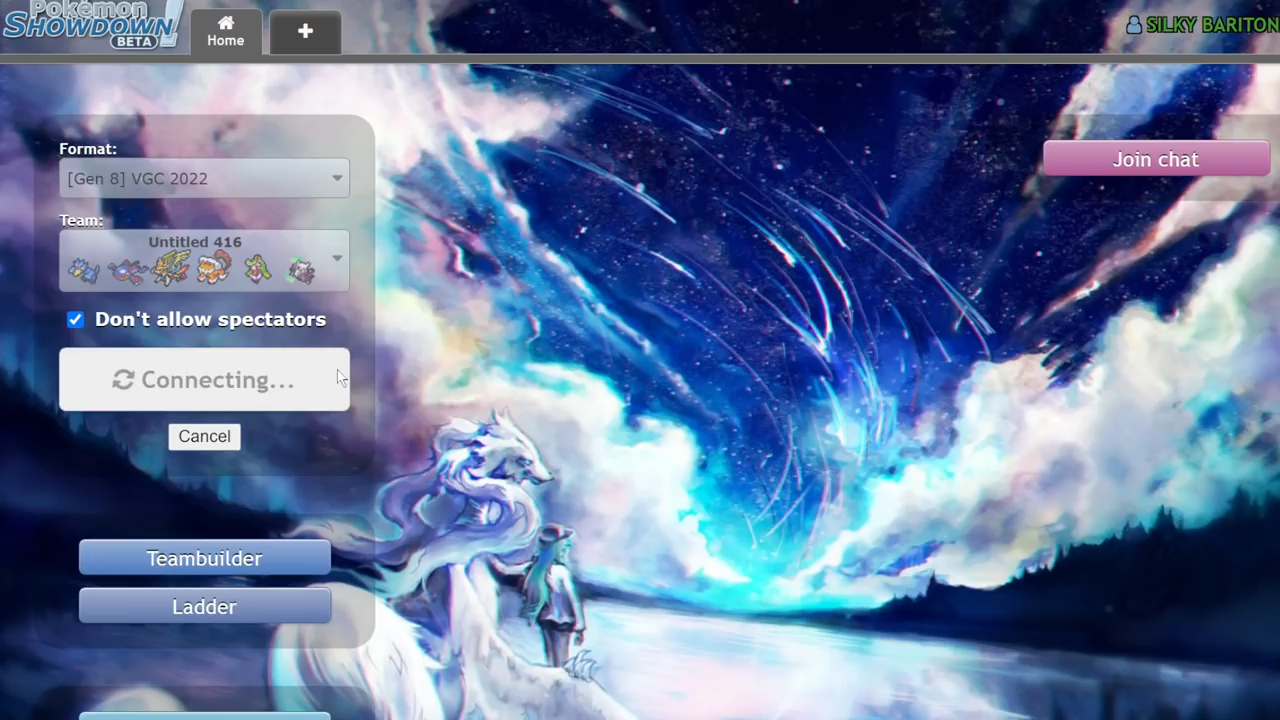 Pokémon
SHOWDOWN!
BETA
Home
SILKY BARITON
Format:
[Gen 8] VGC 2022
Join chat
Team:
Untitled 416
Don't allow spectators
Connecting...
Cancel
Teambuilder
Ladder